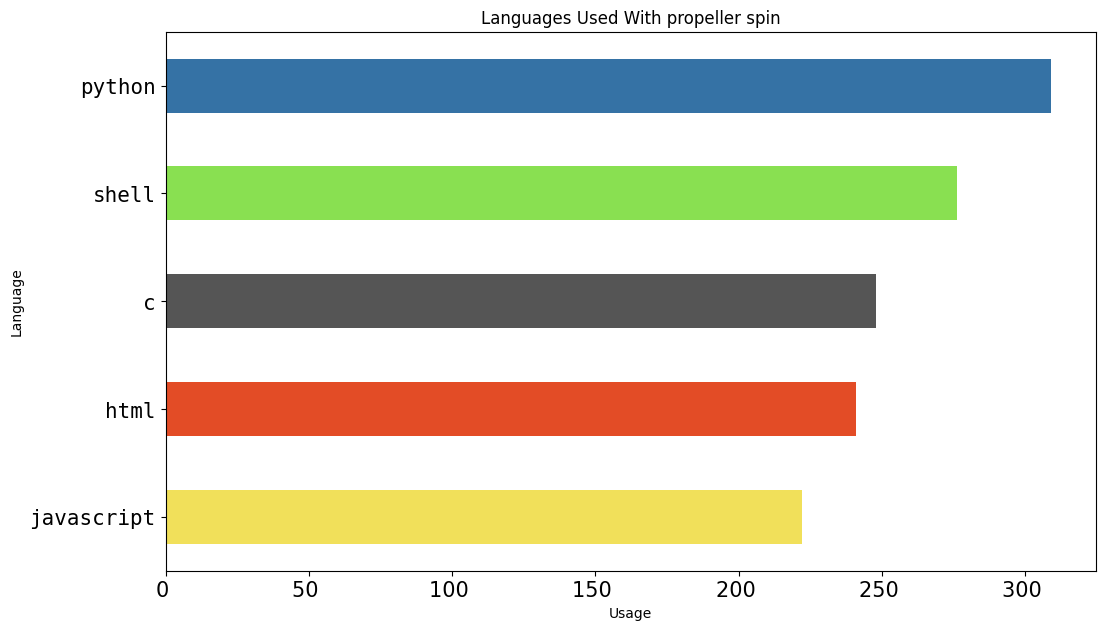 Languages Used With propeller spin
python
shell
c
html
javascript
Language
0 50 100 150 200 250 300
Usage